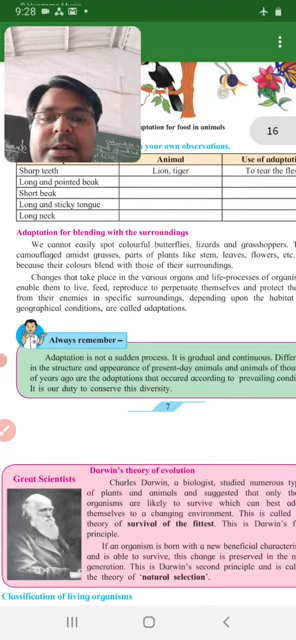 9:28
aptation for food in animals
16
n your own observations.
Animal
Use of adaptat
Sharp teeth
Lion, tiger
To tear the fles
Long and pointed beak
Short beak
Long and sticky tongue
Long neck
Adaptation for blending with the surroundings
We cannot easily spot colourful butterflies, lizards and grasshoppers. T
camouflaged amidst grasses, parts of plants like stem, leaves, flowers, etc.
because their colours blend with those of their surroundings.
Changes that take place in the various organs and life-processes of organis
enable them to live, feed, reproduce to perpetuate themselves and protect the
from their enemies in specific surroundings, depending upon the habitat
geographical conditions, are called adaptations.
Always remember –
Adaptation is not a sudden process. It is gradual and continuous. Differ
in the structure and appearance of present-day animals and animals of thou
of years ago are the adaptations that occured according to prevailing condi
It is our duty to conserve this diversity.
7
Great Scientists
Darwin's theory of evolution
Charles Darwin, a biologist, studied numerous ty
of plants and animals and suggested that only th
organisms are likely to survive which can best ad
themselves to a changing environment. This is called
theory of survival of the fittest. This is Darwin's f
principle.
If an organism is born with a new beneficial characteris
and is able to survive, this change is preserved in the n
generation. This is Darwin's second principle and is cal
the theory of 'natural selection'.
Classification of living organisms